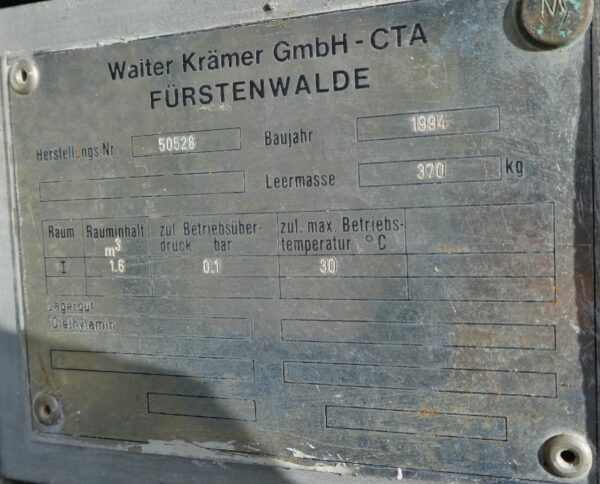 Walter Krämer GmbH - CTA
FÜRSTENWALDE
Herstellungs-Nr 50528 Baujahr 1994
Leermasse 370 kg
Raum Rauminhalt m³ zul Betriebsüber-druck bar zul. max. Betriebs-temperatur °C
I 1.6 0.1 30
Lagergut
Diethylamin